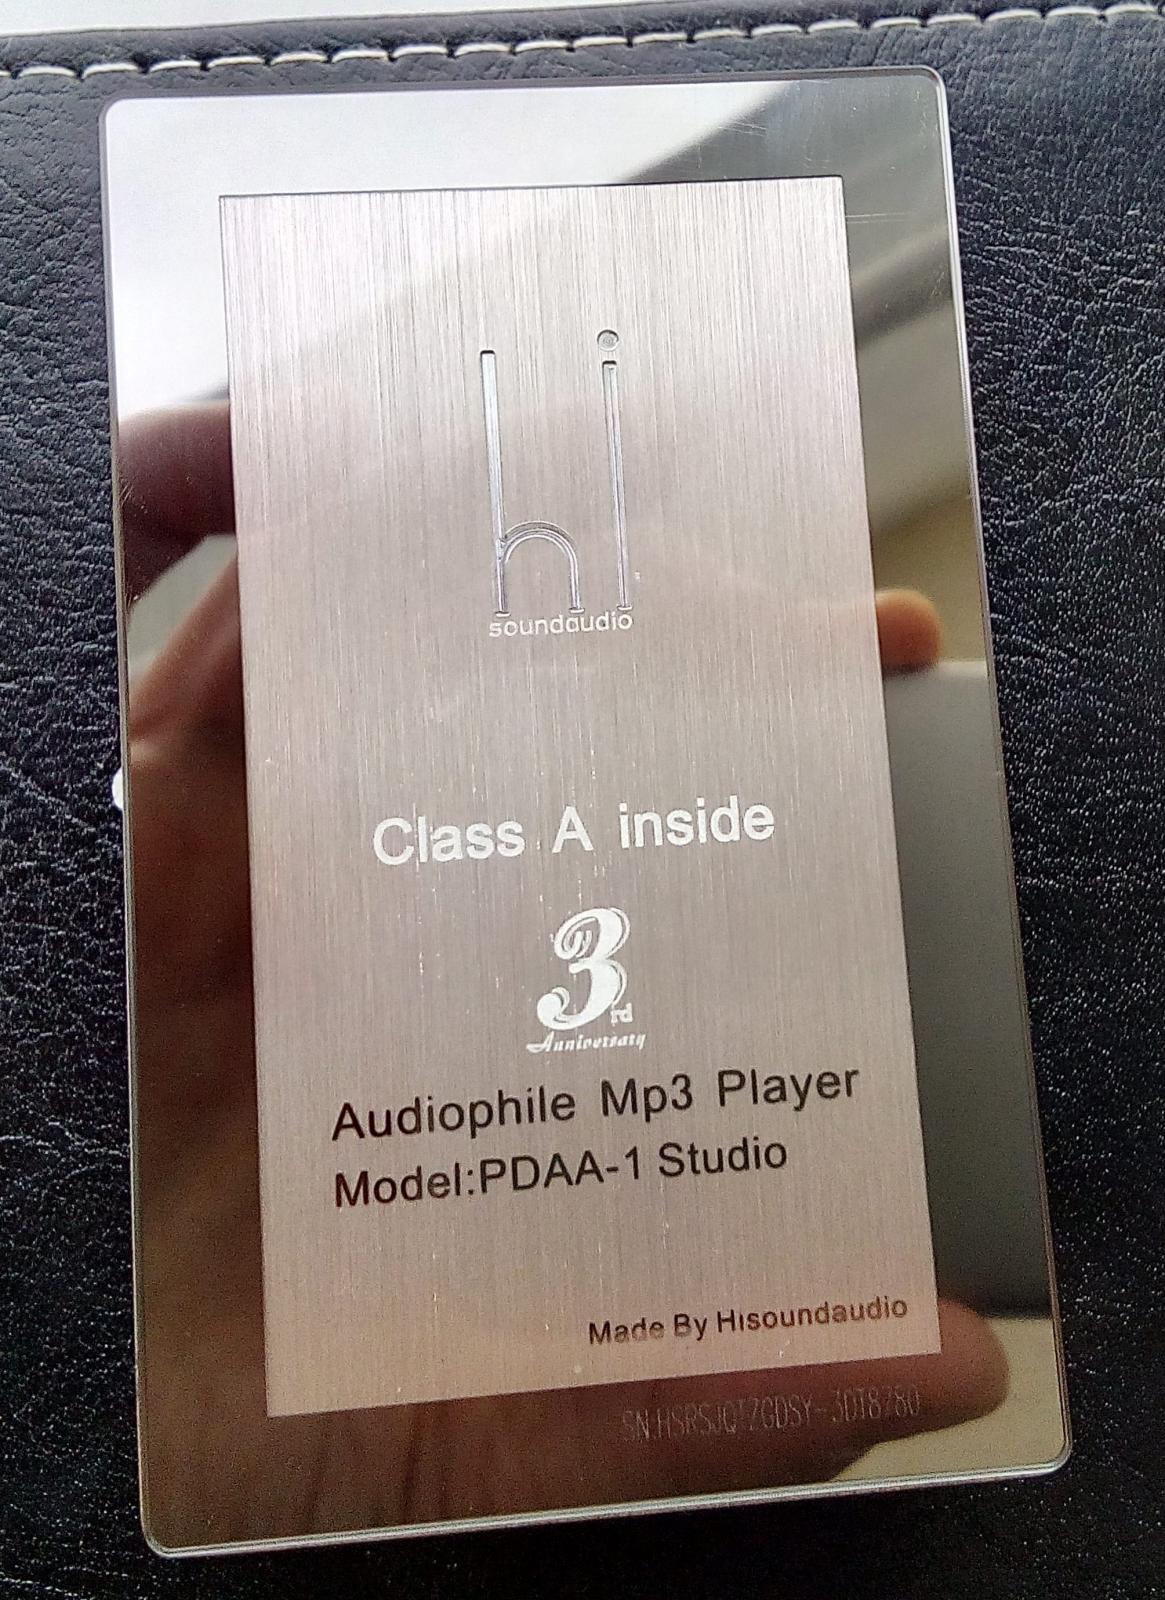 hi
soundaudio
Class A inside
3rd
Anniversary
Audiophile Mp3 Player
Model:PDAA-1 Studio
Made By Hisoundaudio